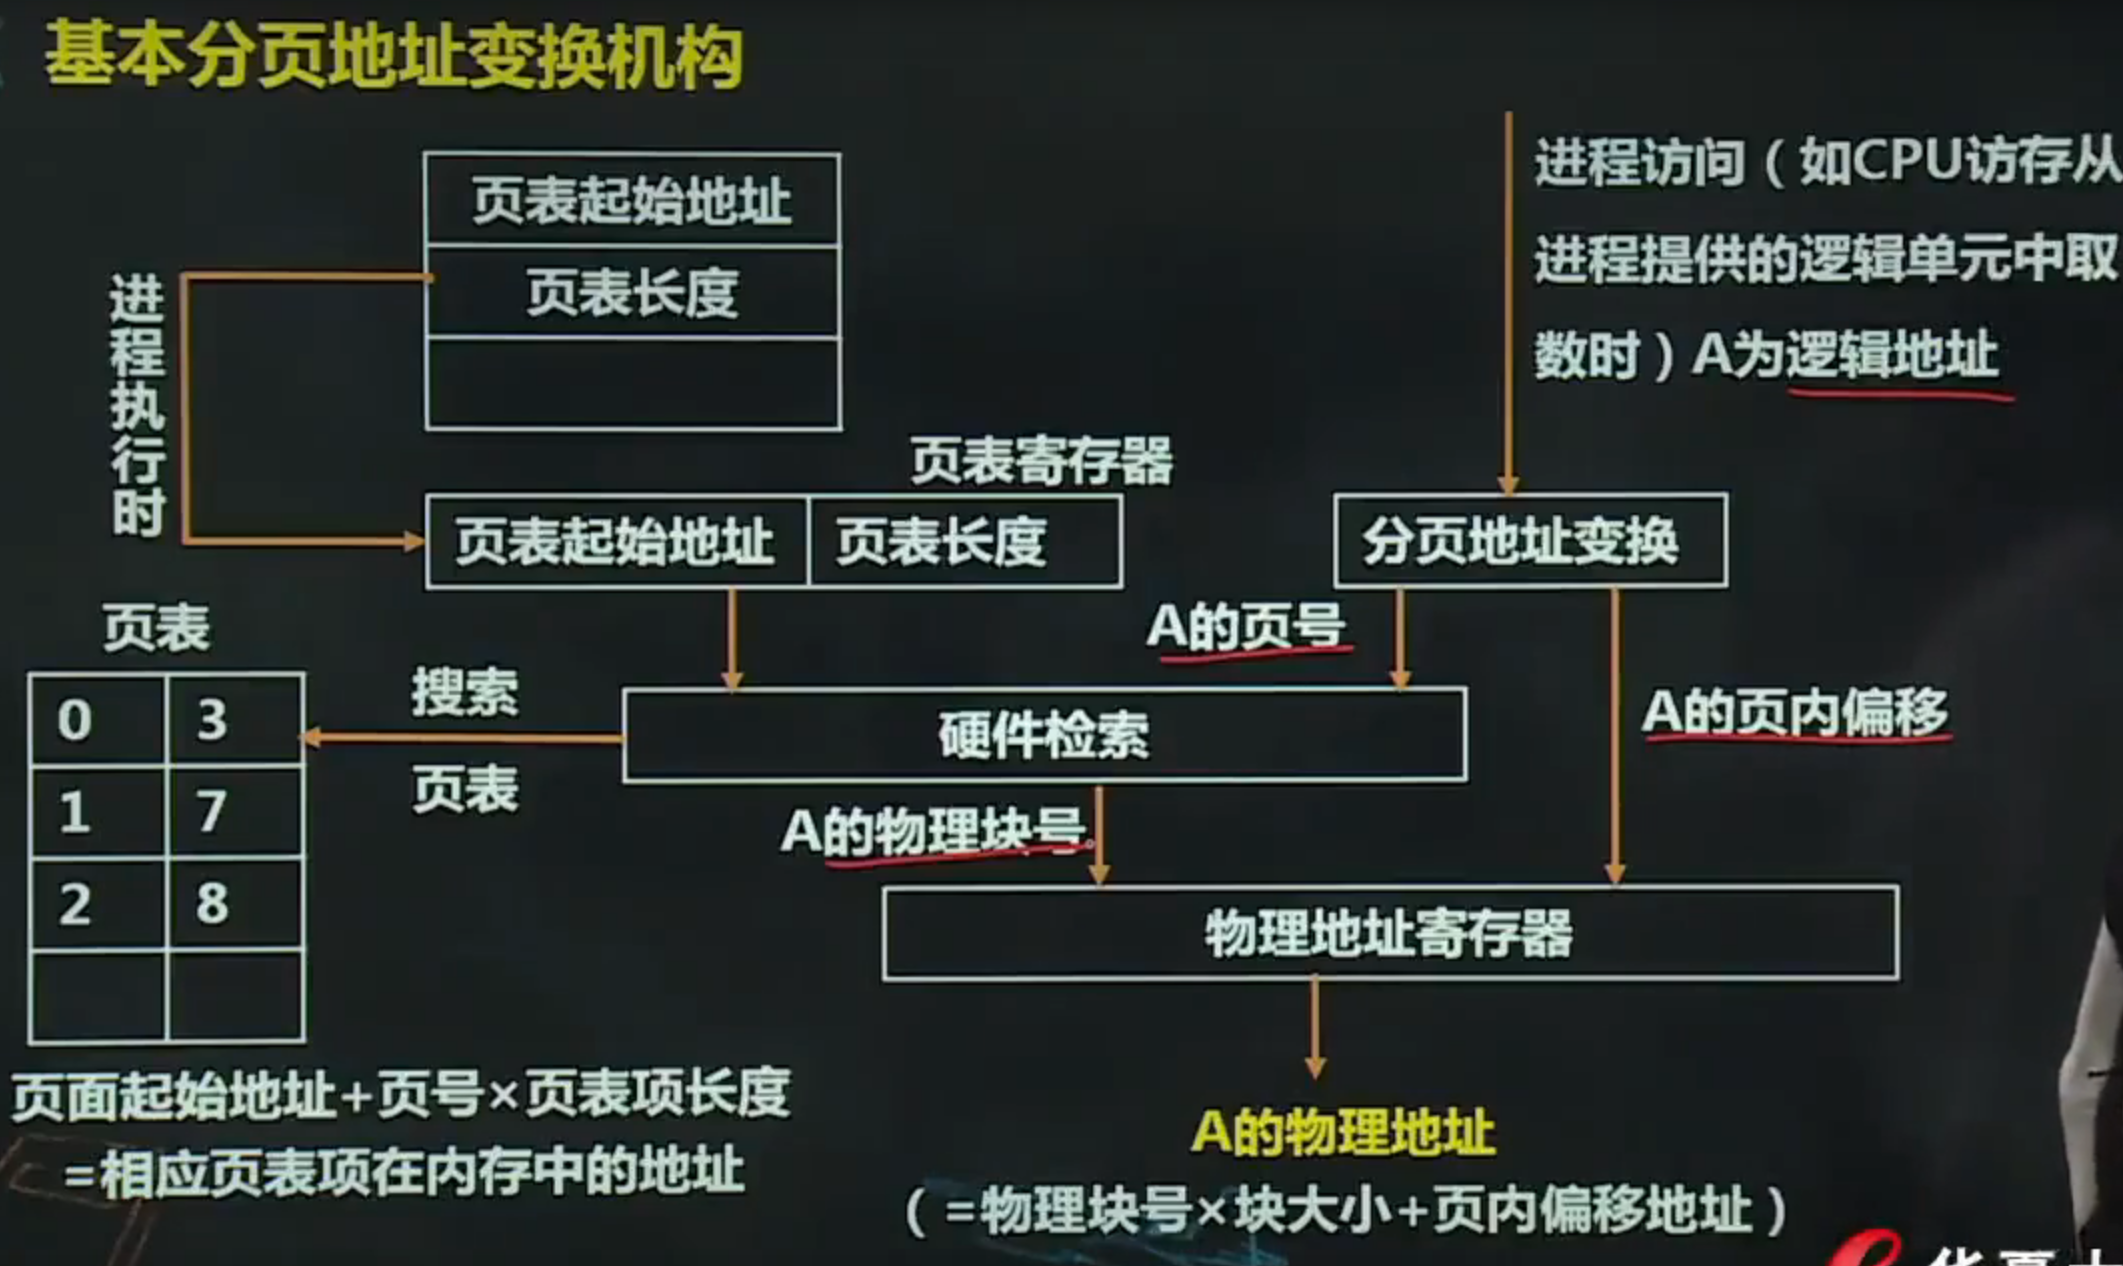 基本分页地址变换机构
页表起始地址
页表长度
进程执行时
进程访问（如CPU访存从
进程提供的逻辑单元中取
数时）A为逻辑地址
页表寄存器
页表起始地址 页表长度
分页地址变换
A的页号
A的页内偏移
页表
0 3
1 7
2 8
搜索
页表
硬件检索
A的物理块号
物理地址寄存器
页面起始地址+页号×页表项长度
=相应页表项在内存中的地址
A的物理地址
（=物理块号×块大小+页内偏移地址）